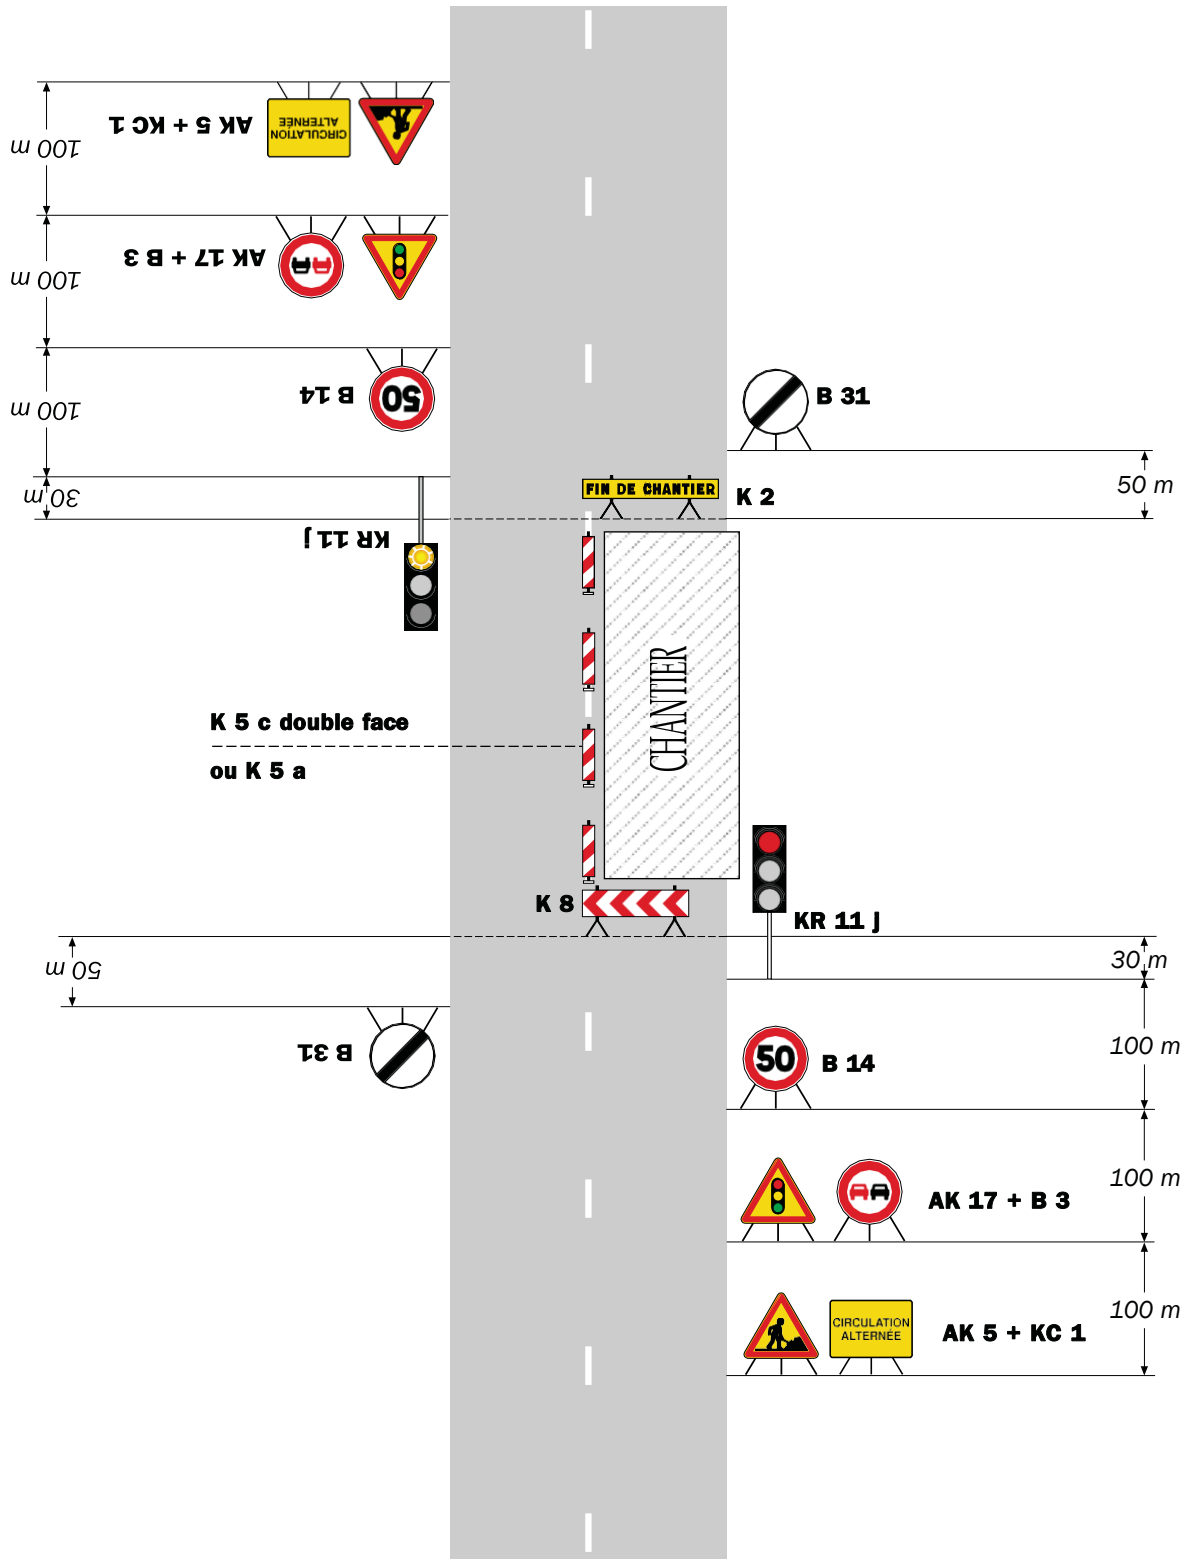 AK 5 + KC 1
CIRCULATION
ALTERNÉE
100 m
AK 17 + B 3
100 m
B 14
50
100 m
B 31
50 m
FIN DE CHANTIER
K 2
30 m
KR 11 j
CHANTIER
K 5 c double face
ou K 5 a
K 8
KR 11 j
30 m
50 m
B 31
50
B 14
100 m
AK 17 + B 3
100 m
CIRCULATION
ALTERNÉE
AK 5 + KC 1
100 m